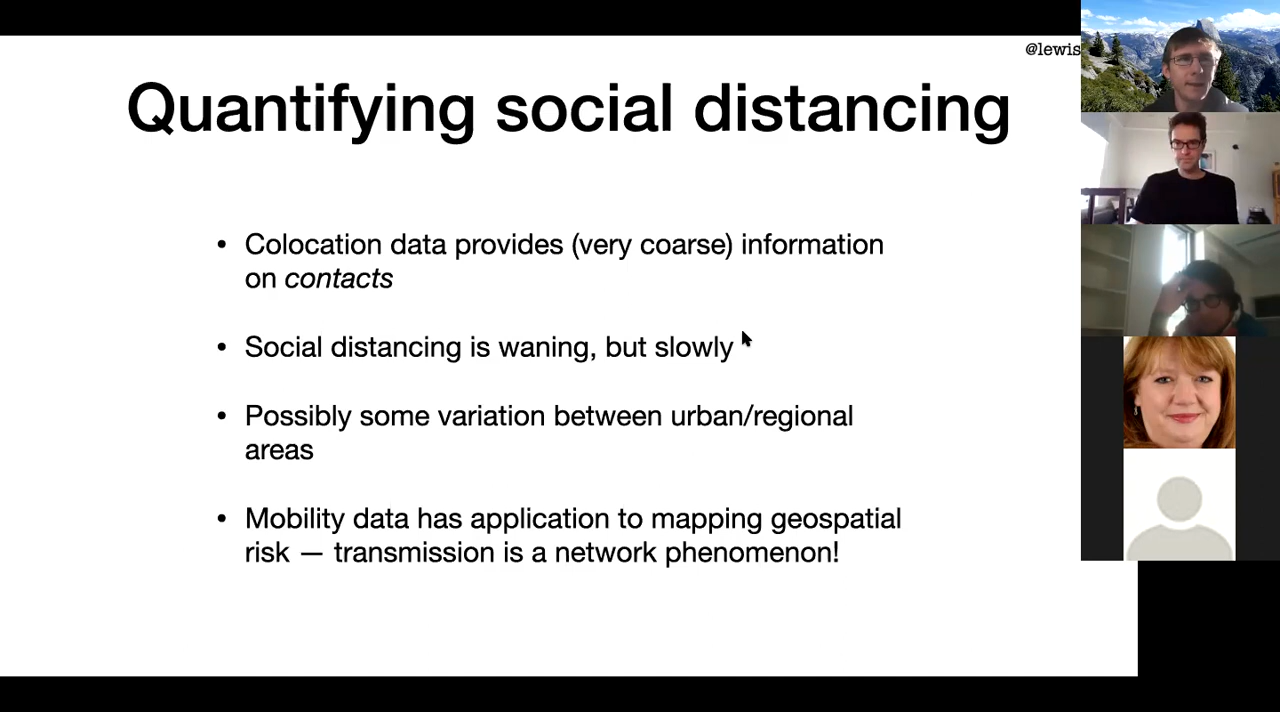 @lewis
Quantifying social distancing
• Colocation data provides (very coarse) information
on contacts
• Social distancing is waning, but slowly
• Possibly some variation between urban/regional
areas
• Mobility data has application to mapping geospatial
risk — transmission is a network phenomenon!